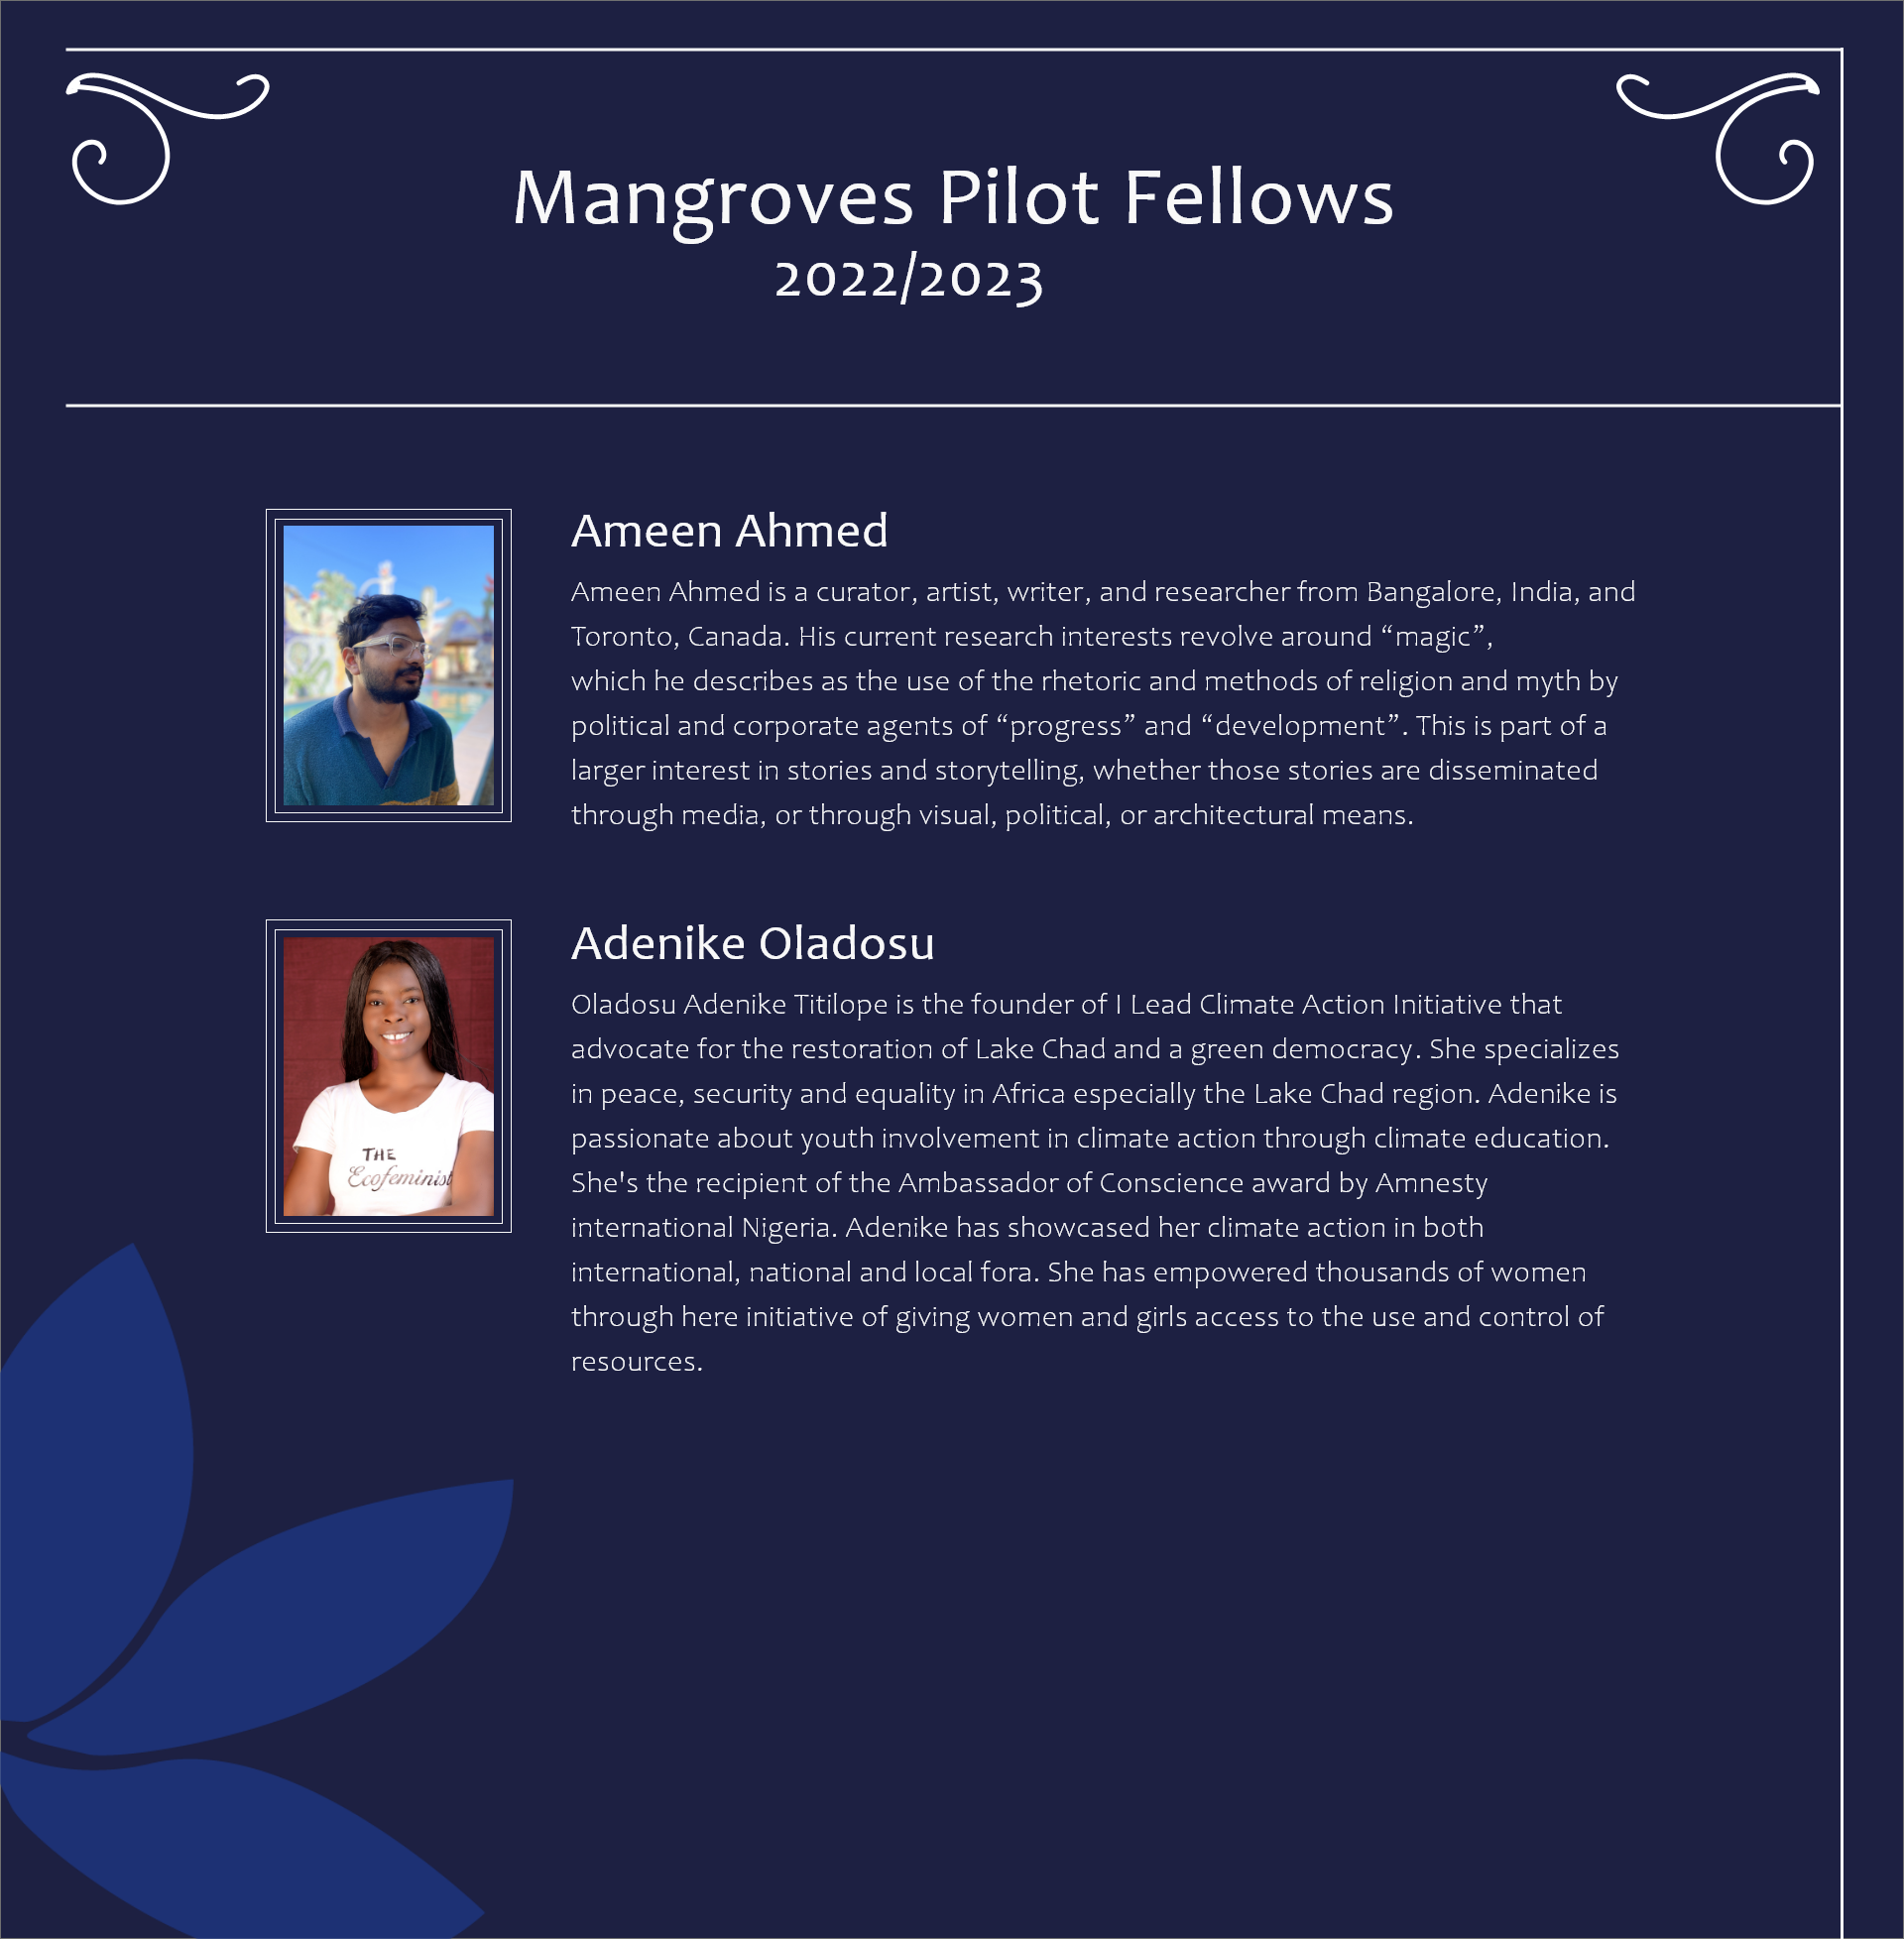 Mangroves Pilot Fellows
2022/2023
Ameen Ahmed
Ameen Ahmed is a curator, artist, writer, and researcher from Bangalore, India, and
Toronto, Canada. His current research interests revolve around “magic”,
which he describes as the use of the rhetoric and methods of religion and myth by
political and corporate agents of “progress” and “development”. This is part of a
larger interest in stories and storytelling, whether those stories are disseminated
through media, or through visual, political, or architectural means.
Adenike Oladosu
Oladosu Adenike Titilope is the founder of I Lead Climate Action Initiative that
advocate for the restoration of Lake Chad and a green democracy. She specializes
in peace, security and equality in Africa especially the Lake Chad region. Adenike is
passionate about youth involvement in climate action through climate education.
She's the recipient of the Ambassador of Conscience award by Amnesty
international Nigeria. Adenike has showcased her climate action in both
international, national and local fora. She has empowered thousands of women
through here initiative of giving women and girls access to the use and control of
resources.
THE
Ecofeminist